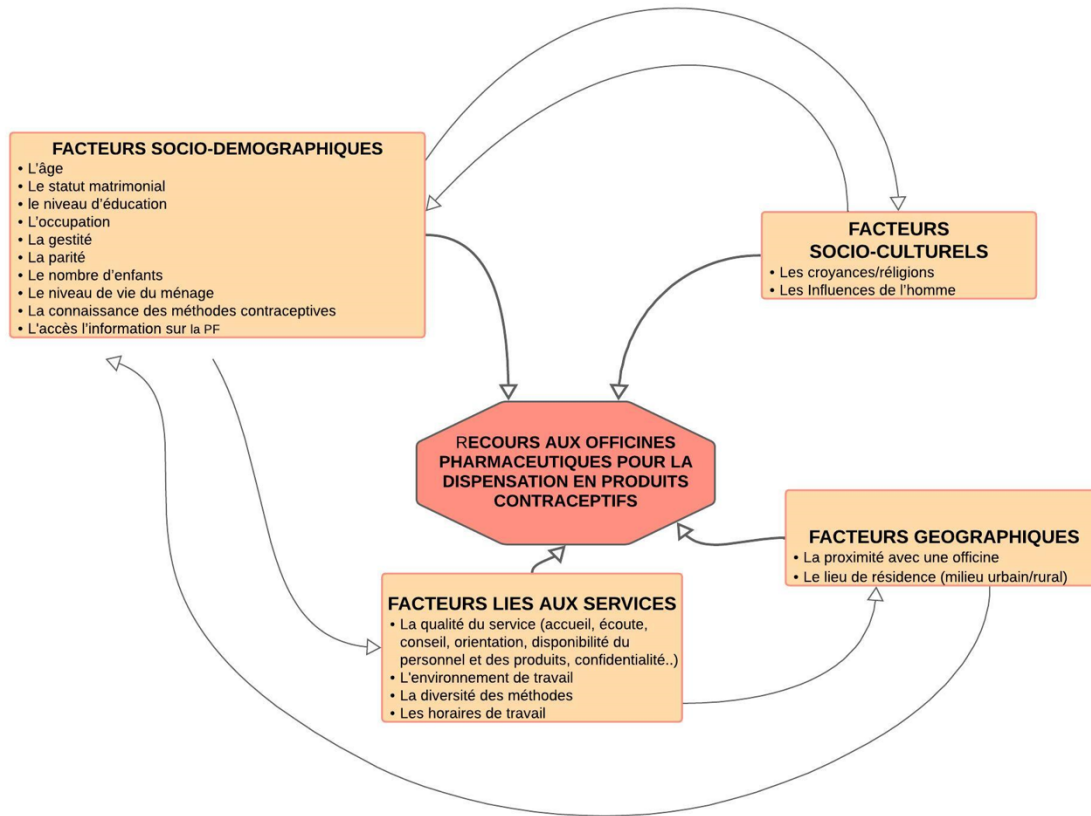 FACTEURS SOCIO-DEMOGRAPHIQUES
• L'âge
• Le statut matrimonial
• le niveau d'éducation
• L'occupation
• La gestité
• La parité
• Le nombre d'enfants
• Le niveau de vie du ménage
• La connaissance des méthodes contraceptives
• L'accès l'information sur la PF
FACTEURS
SOCIO-CULTURELS
• Les croyances/réligions
• Les Influences de l'homme
RECOURS AUX OFFICINES
PHARMACEUTIQUES POUR LA
DISPENSATION EN PRODUITS
CONTRACEPTIFS
FACTEURS GEOGRAPHIQUES
• La proximité avec une officine
• Le lieu de résidence (milieu urbain/rural)
FACTEURS LIES AUX SERVICES
• La qualité du service (accueil, écoute,
conseil, orientation, disponibilité du
personnel et des produits, confidentialité..)
• L'environnement de travail
• La diversité des méthodes
• Les horaires de travail